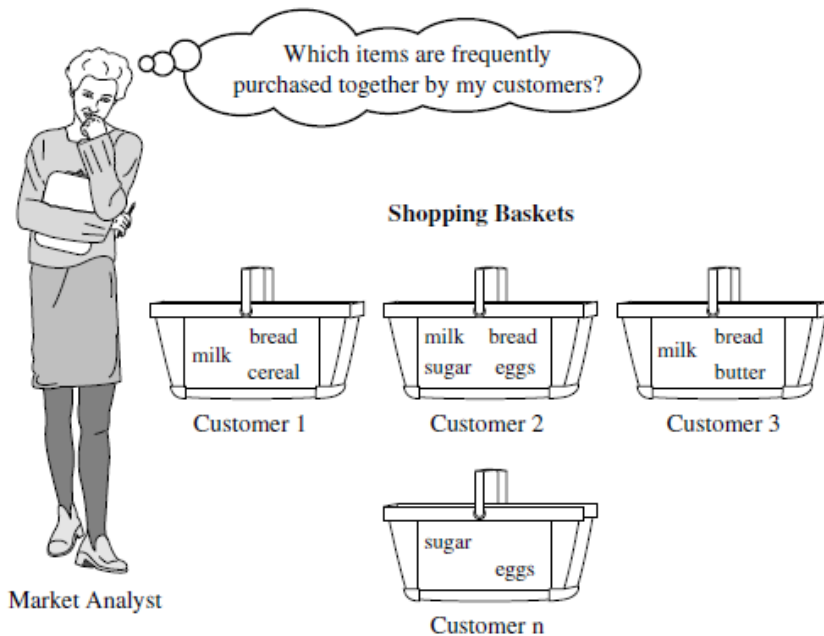 Which items are frequently
purchased together by my customers?
Shopping Baskets
milk
bread
cereal
Customer 1
milk bread
sugar eggs
Customer 2
milk
bread
butter
Customer 3
sugar
eggs
Customer n
Market Analyst